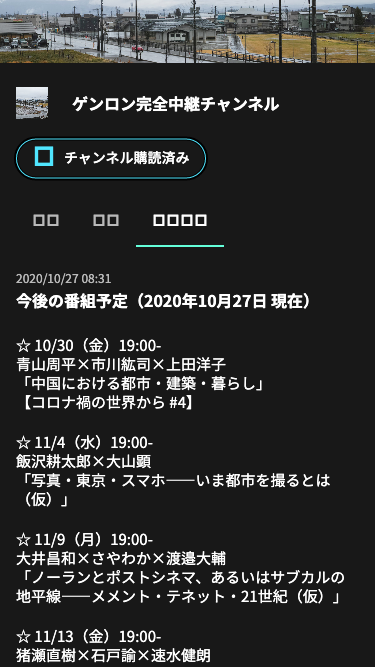 ゲンロン完全中継チャンネル
チャンネル購読済み
2020/10/27 08:31
今後の番組予定（2020年10月27日 現在）
☆ 10/30（金）19:00-
青山周平×市川紘司×上田洋子
「中国における都市・建築・暮らし」
【コロナ禍の世界から #4】
☆ 11/4（水）19:00-
飯沢耕太郎×大山顕
「写真・東京・スマホ――いま都市を撮るとは
（仮）」
☆ 11/9（月）19:00-
大井昌和×さやわか×渡邉大輔
「ノーランとポストシネマ、あるいはサブカルの
地平線――メメント・テネット・21世紀（仮）」
☆ 11/13（金）19:00-
猪瀬直樹×石戸諭×速水健朗